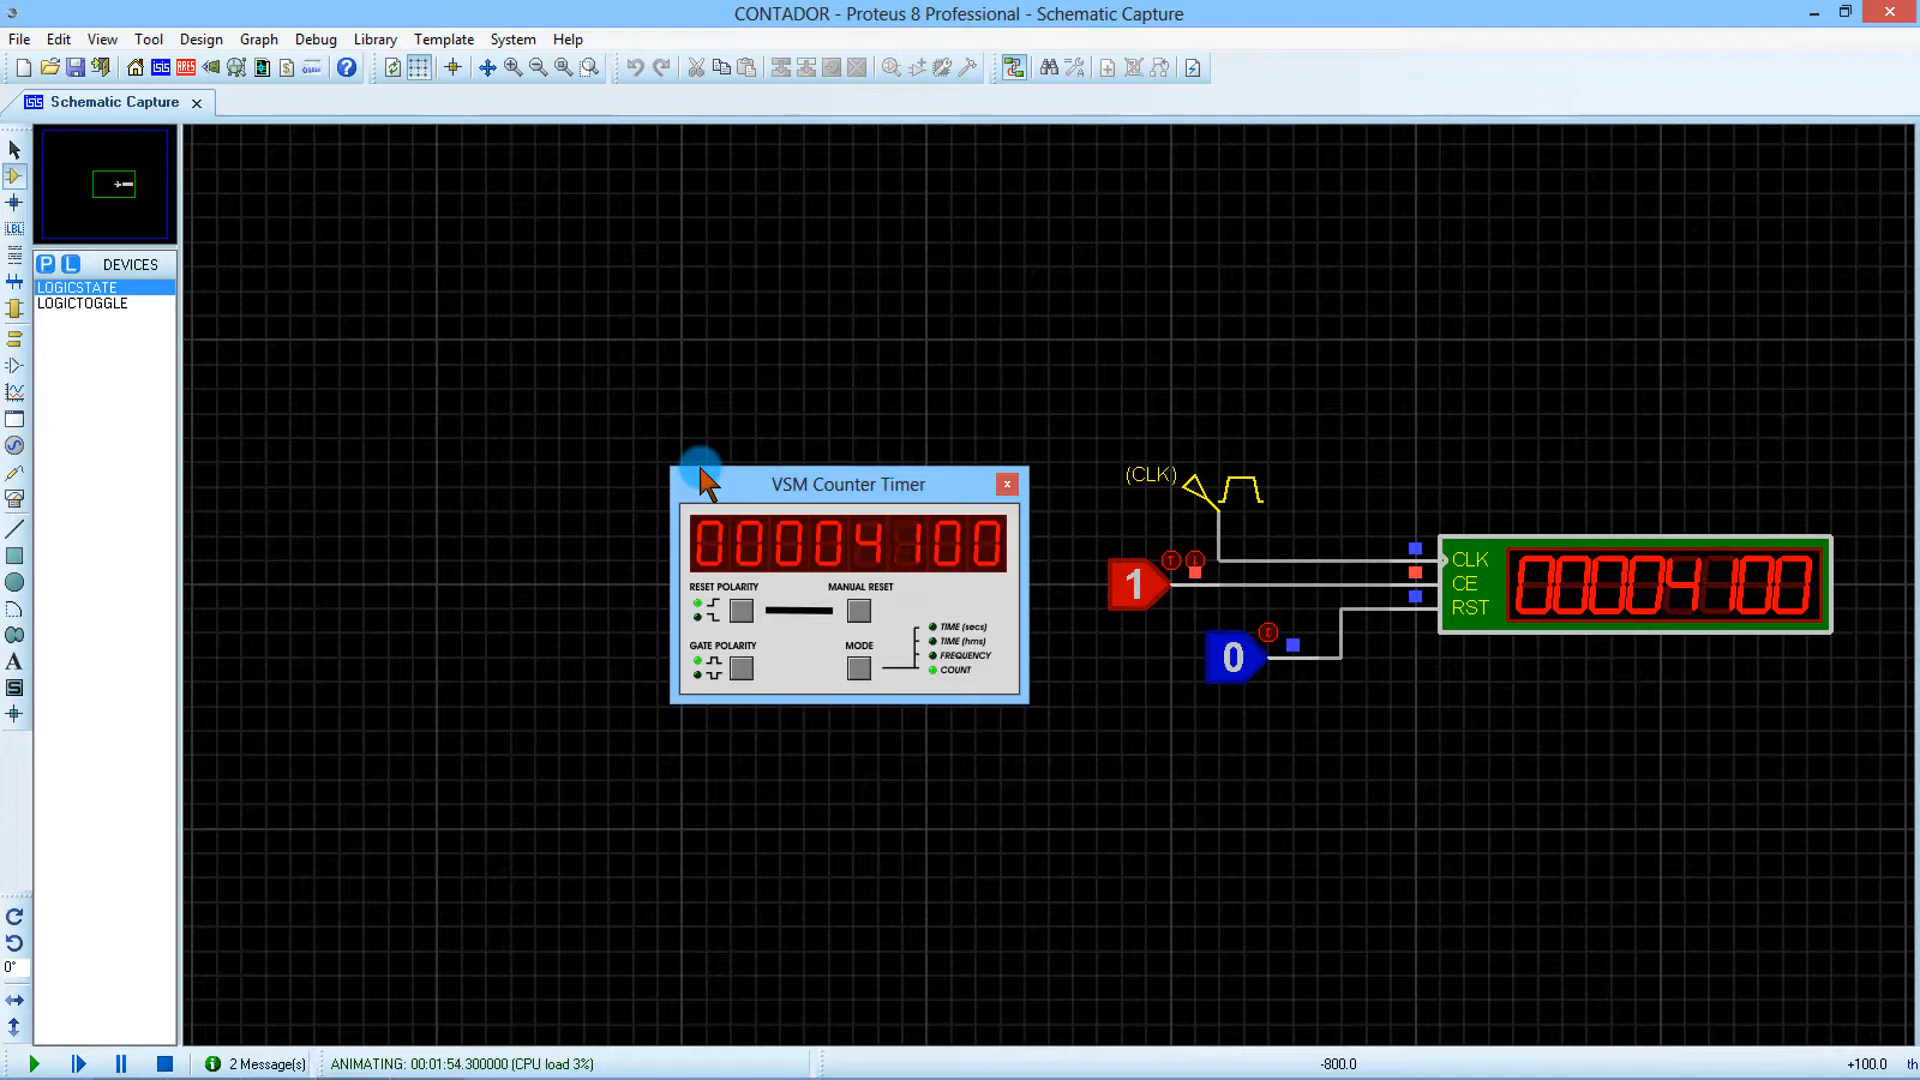 CONTADOR - Proteus 8 Professional - Schematic Capture
File Edit View Tool Design Graph Debug Library Template System Help
Schematic Capture
LBL
P L DEVICES
LOGICSTATE
LOGICTOGGLE
VSM Counter Timer
00004100
RESET POLARITY MANUAL RESET
GATE POLARITY MODE
TIME (secs)
TIME (hms)
FREQUENCY
COUNT
(CLK)
1
0
CLK
CE
RST
00004100
A
S
0°
2 Message(s) ANIMATING: 00:01:54.300000 (CPU load 3%) -800.0 +100.0 th